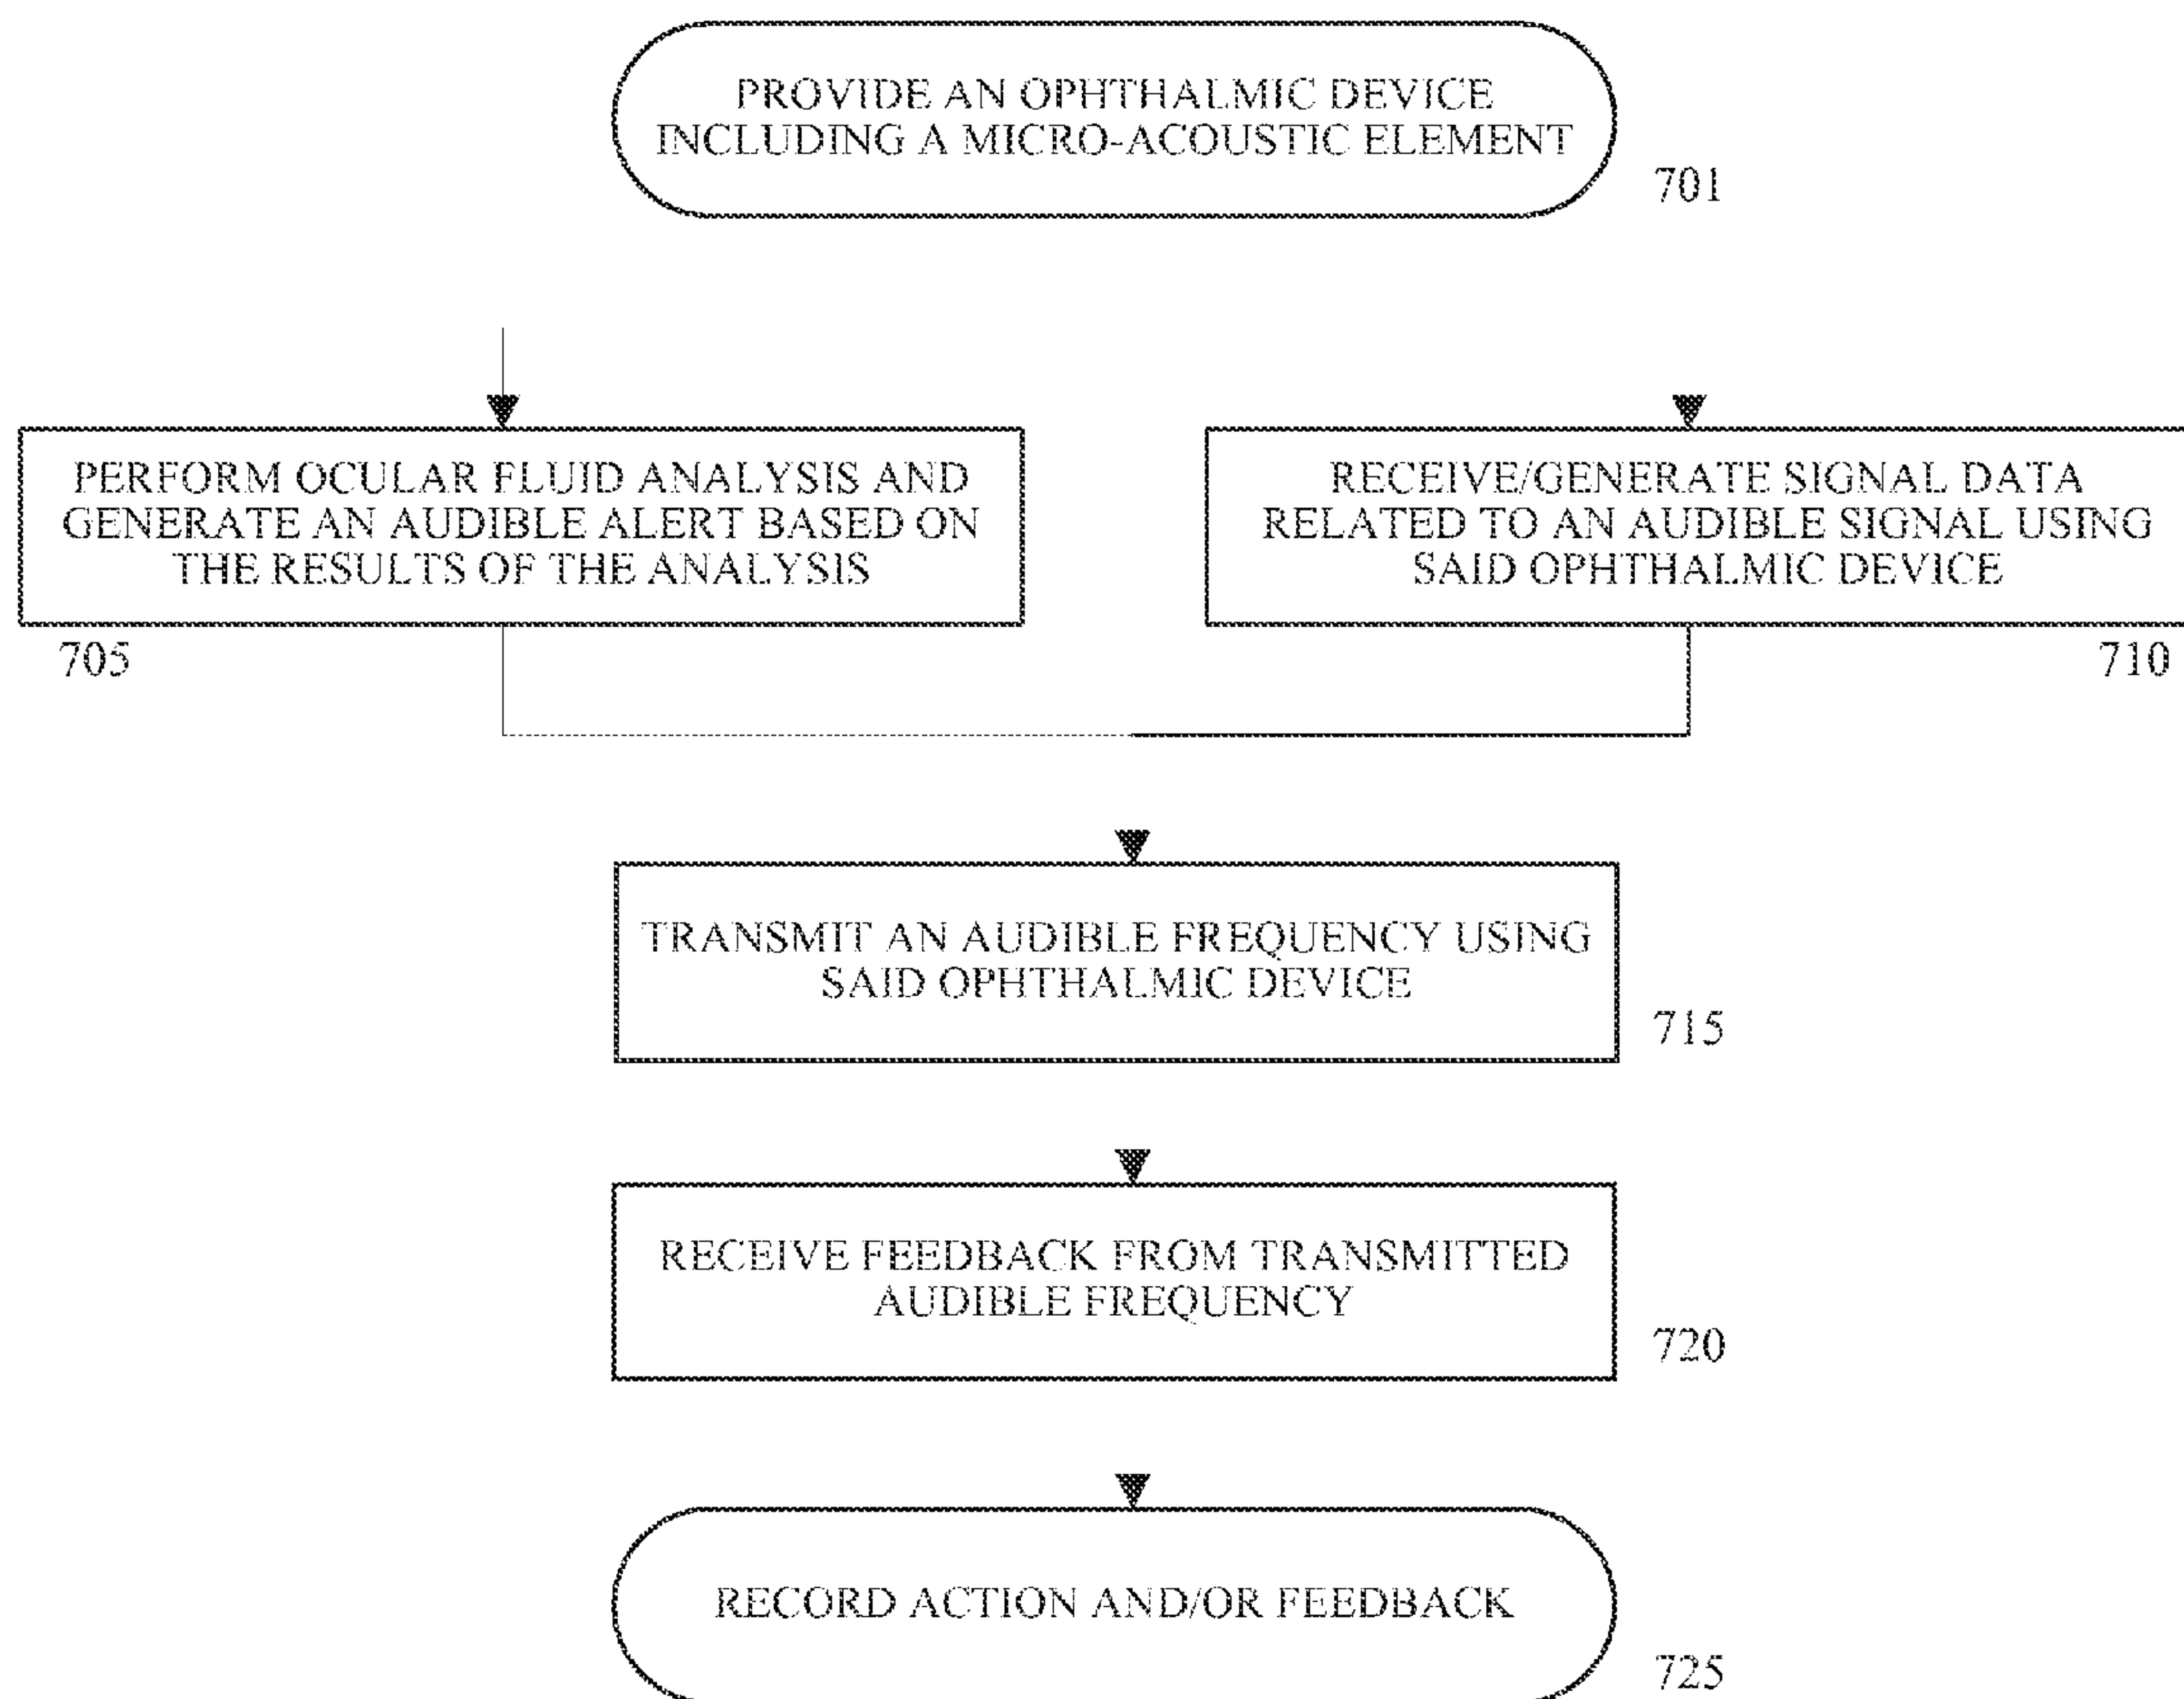 PROVIDE AN OPHTHALMIC DEVICE
INCLUDING A MICRO-ACOUSTIC ELEMENT
701
PERFORM OCULAR FLUID ANALYSIS AND
GENERATE AN AUDIBLE ALERT BASED ON
THE RESULTS OF THE ANALYSIS
705
RECEIVE/GENERATE SIGNAL DATA
RELATED TO AN AUDIBLE SIGNAL USING
SAID OPHTHALMIC DEVICE
710
TRANSMIT AN AUDIBLE FREQUENCY USING
SAID OPHTHALMIC DEVICE
715
RECEIVE FEEDBACK FROM TRANSMITTED
AUDIBLE FREQUENCY
720
RECORD ACTION AND/OR FEEDBACK
725